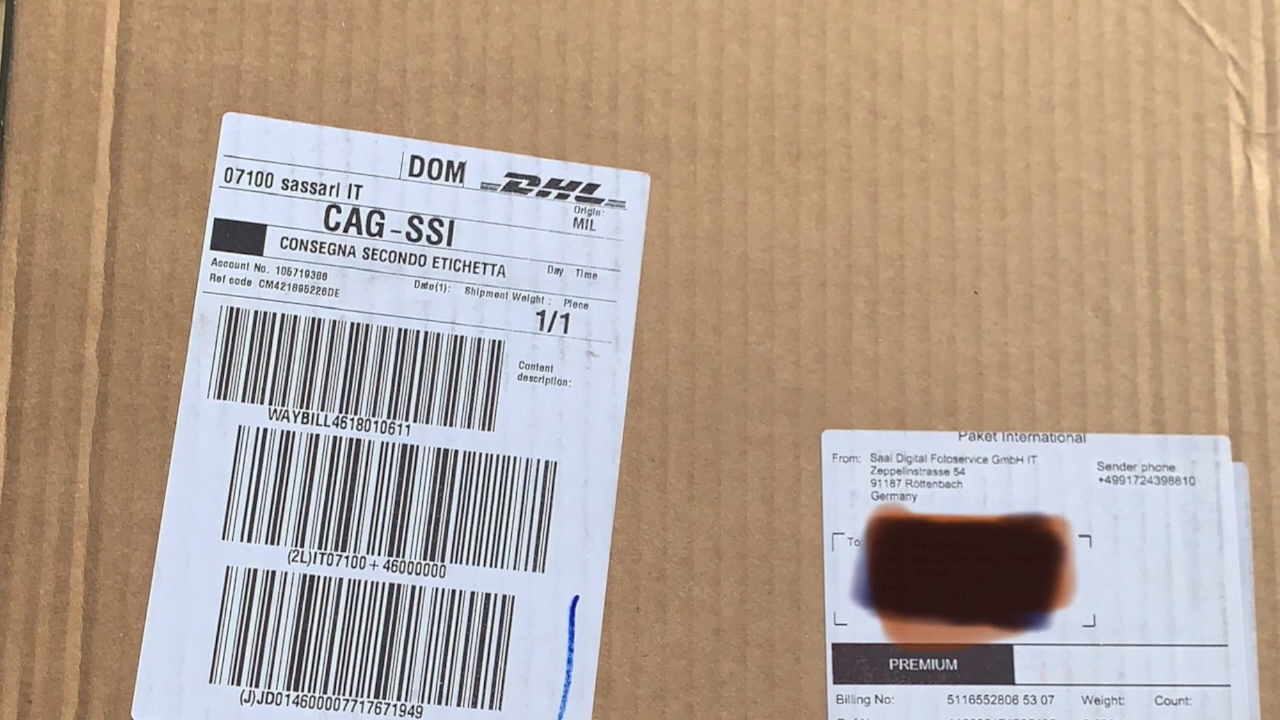 DOM
DHL
07100 sassari IT
Origin:
MIL
CAG-SSI
CONSEGNA SECONDO ETICHETTA
Day Time
Account No. 105719386
Ref code CM421895226DE
Date(1): Shipment Weight: Piece
1/1
Content
description:
WAYBILL4618010611
(2L)IT07100 + 46000000
(J)JD014600007717671949
Paket International
From: Saal Digital Fotoservice GmbH IT
Zeppelinstrasse 54
91187 Röttenbach
Germany
Sender phone
+4991724398810
To:
PREMIUM
Billing No: 5116552806 53 07 Weight: Count: